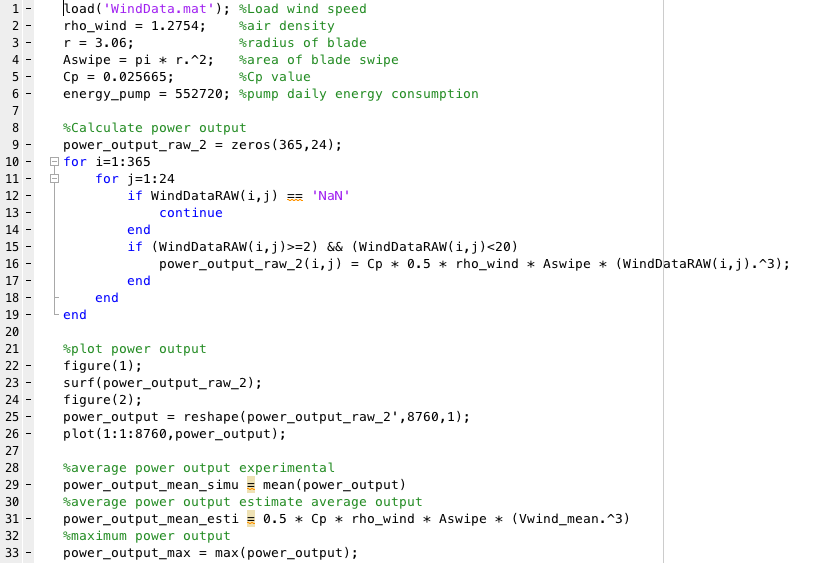 1 - load('WindData.mat'); %Load wind speed
2 - rho_wind = 1.2754;    %air density
3 - r = 3.06;             %radius of blade
4 - Aswipe = pi * r.^2;   %area of blade swipe
5 - Cp = 0.025665;        %Cp value
6 - energy_pump = 552720; %pump daily energy consumption
7
8   %Calculate power output
9 - power_output_raw_2 = zeros(365,24);
10 - for i=1:365
11 -     for j=1:24
12 -         if WindDataRAW(i,j) == 'NaN'
13 -             continue
14 -         end
15 -         if (WindDataRAW(i,j)>=2) && (WindDataRAW(i,j)<20)
16 -             power_output_raw_2(i,j) = Cp * 0.5 * rho_wind * Aswipe * (WindDataRAW(i,j).^3);
17 -         end
18 -     end
19 - end
20
21   %plot power output
22 - figure(1);
23 - surf(power_output_raw_2);
24 - figure(2);
25 - power_output = reshape(power_output_raw_2',8760,1);
26 - plot(1:1:8760,power_output);
27
28   %average power output experimental
29 - power_output_mean_simu = mean(power_output)
30   %average power output estimate average output
31 - power_output_mean_esti = 0.5 * Cp * rho_wind * Aswipe * (Vwind_mean.^3)
32   %maximum power output
33 - power_output_max = max(power_output);